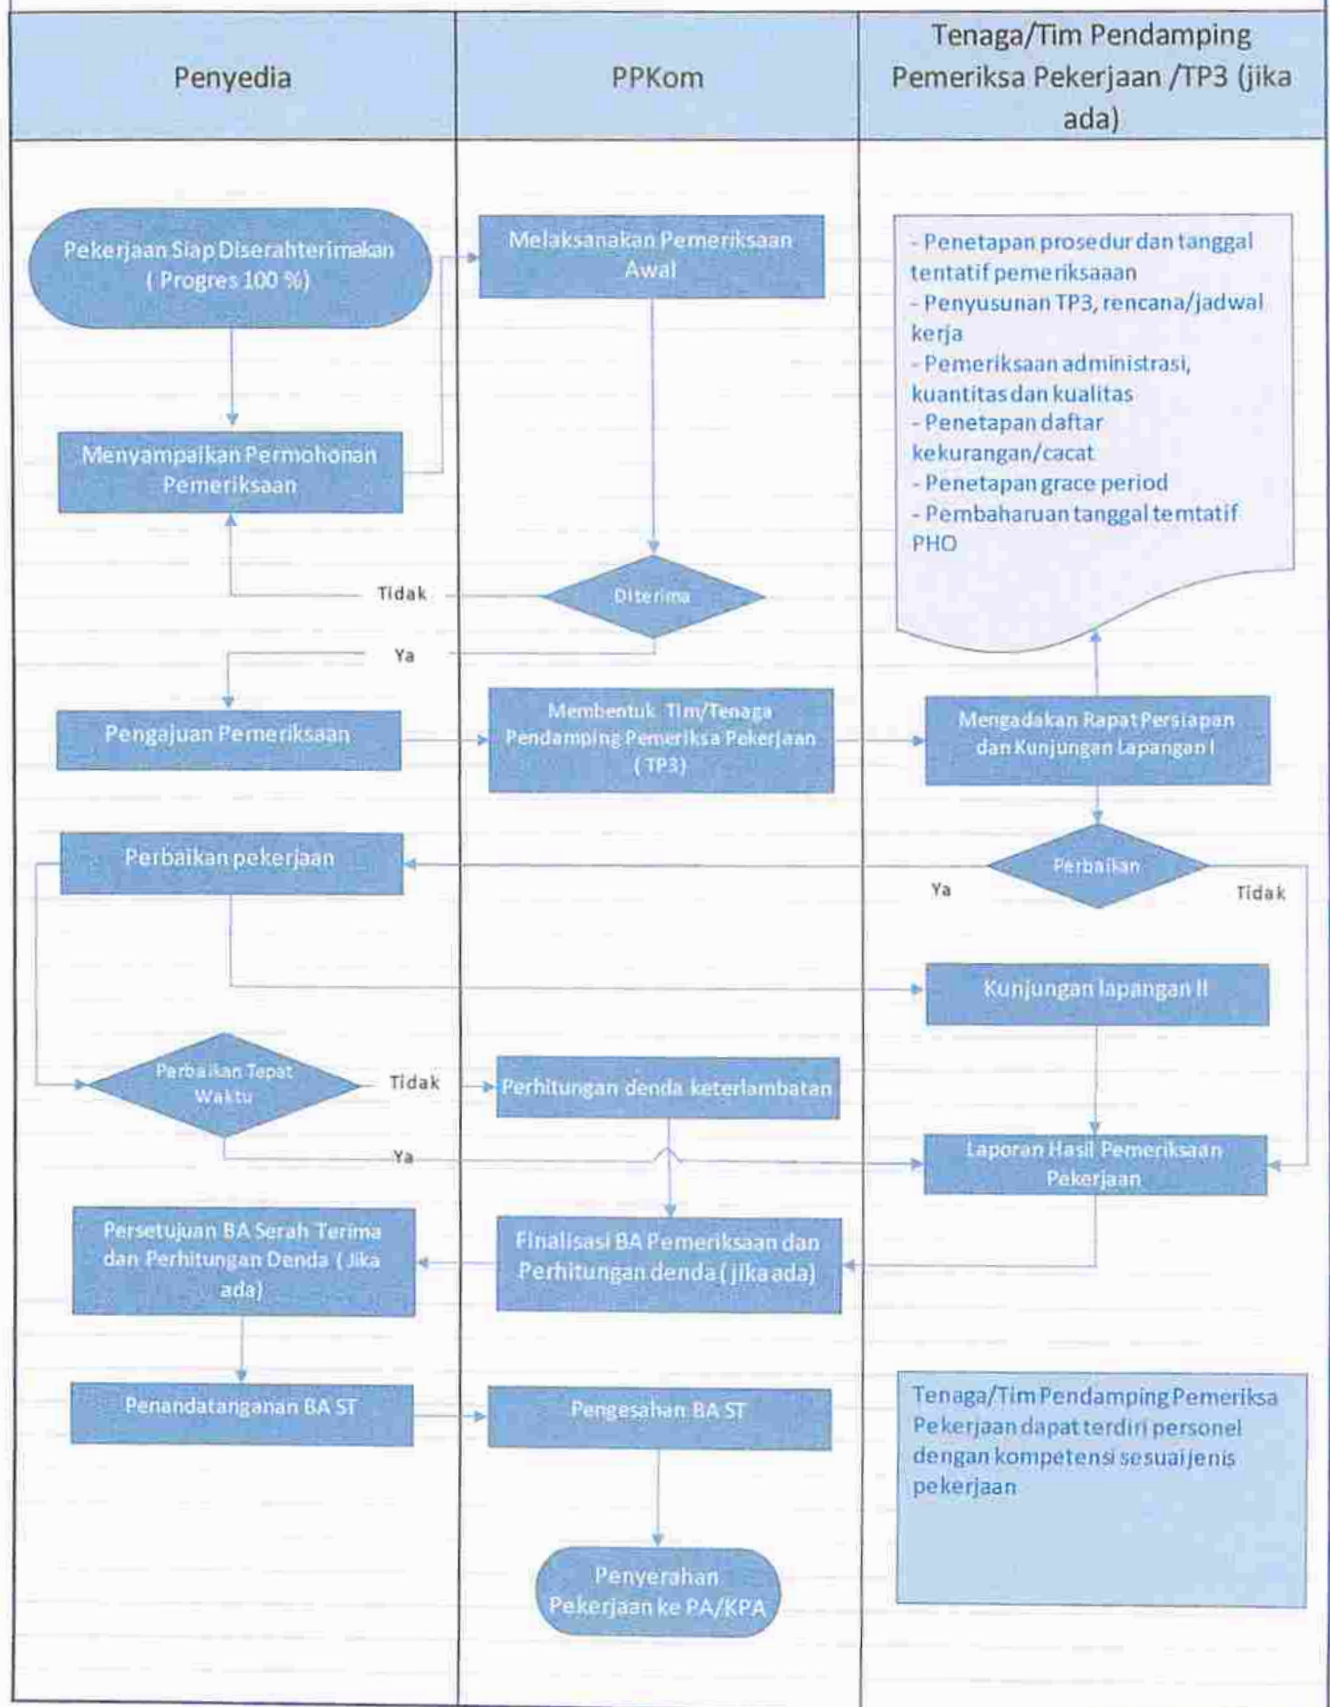 Penyedia
PPKom
Tenaga/Tim Pendamping
Pemeriksa Pekerjaan /TP3 (jika
ada)
Pekerjaan Siap Diserahterimakan
( Progres 100 %)
Melaksanakan Pemeriksaan
Awal
- Penetapan prosedur dan tanggal
tentatif pemeriksaaan
- Penyusunan TP3, rencana/jadwal
kerja
- Pemeriksaan administrasi,
kuantitas dan kualitas
- Penetapan daftar
kekurangan/cacat
- Penetapan grace period
- Pembaharuan tanggal temtatif
PHO
Menyampaikan Permohonan
Pemeriksaan
Tidak
Diterima
Ya
Pengajuan Pemeriksaan
Membentuk Tim/Tenaga
Pendamping Pemeriksa Pekerjaan
( TP3)
Mengadakan Rapat Persiapan
dan Kunjungan Lapangan I
Perbaikan pekerjaan
Perbaikan
Ya
Tidak
Kunjungan lapangan II
Perbaikan Tepat
Waktu
Tidak
Perhitungan denda keterlambatan
Ya
Laporan Hasil Pemeriksaan
Pekerjaan
Persetujuan BA Serah Terima
dan Perhitungan Denda ( Jika
ada)
Finalisasi BA Pemeriksaan dan
Perhitungan denda ( jika ada)
Penandatanganan BA ST
Pengesahan BA ST
Tenaga/Tim Pendamping Pemeriksa
Pekerjaan dapat terdiri personel
dengan kompetensi sesuai jenis
pekerjaan
Penyerahan
Pekerjaan ke PA/KPA